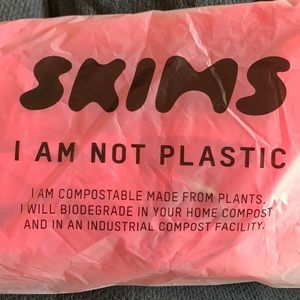 SKIMS
I AM NOT PLASTIC
I AM COMPOSTABLE MADE FROM PLANTS.
I WILL BIODEGRADE IN YOUR HOME COMPOST
AND IN AN INDUSTRIAL COMPOST FACILITY.